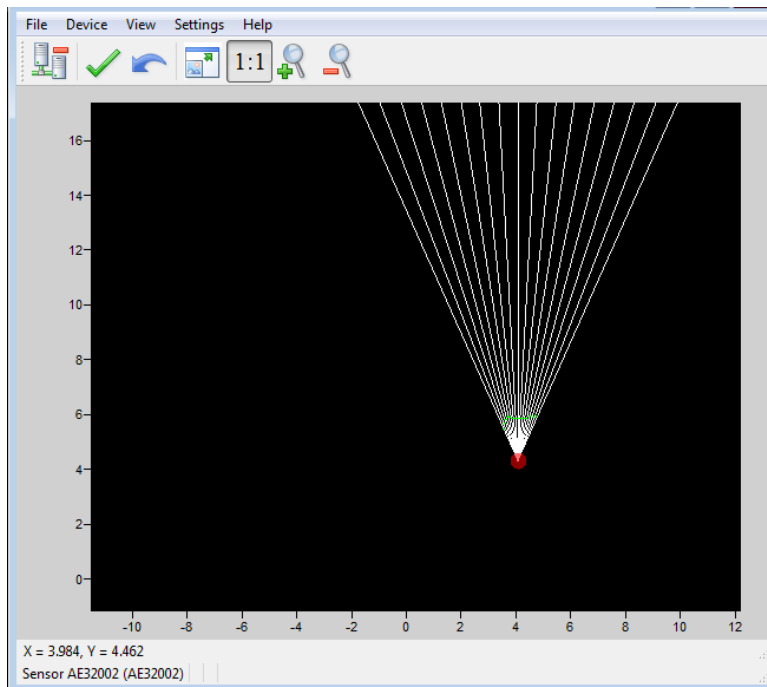 File Device View Settings Help
1:1
16
14
12
10
8
6
4
2
0
-10 -8 -6 -4 -2 0 2 4 6 8 10 12
X = 3.984, Y = 4.462
Sensor AE32002 (AE32002)